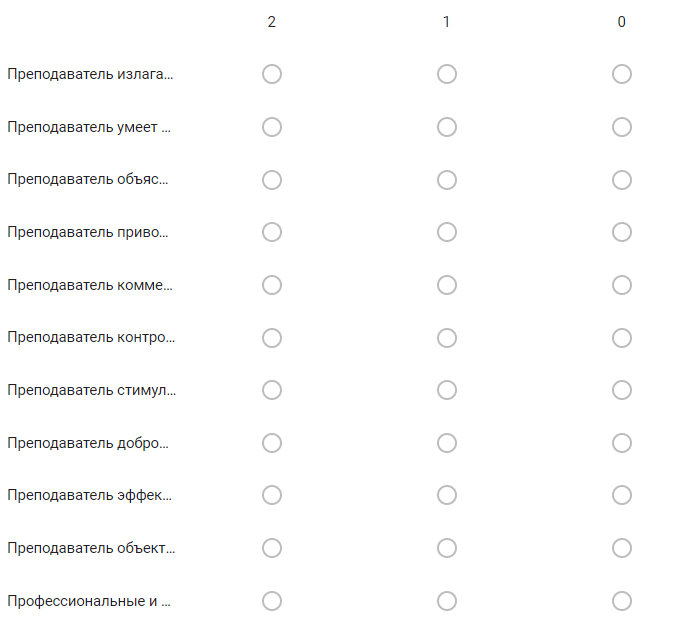 2 1 0
Преподаватель излага...
Преподаватель умеет ...
Преподаватель объяс...
Преподаватель приво...
Преподаватель комме...
Преподаватель контро...
Преподаватель стимул...
Преподаватель добро...
Преподаватель эффек...
Преподаватель объект...
Профессиональные и ...